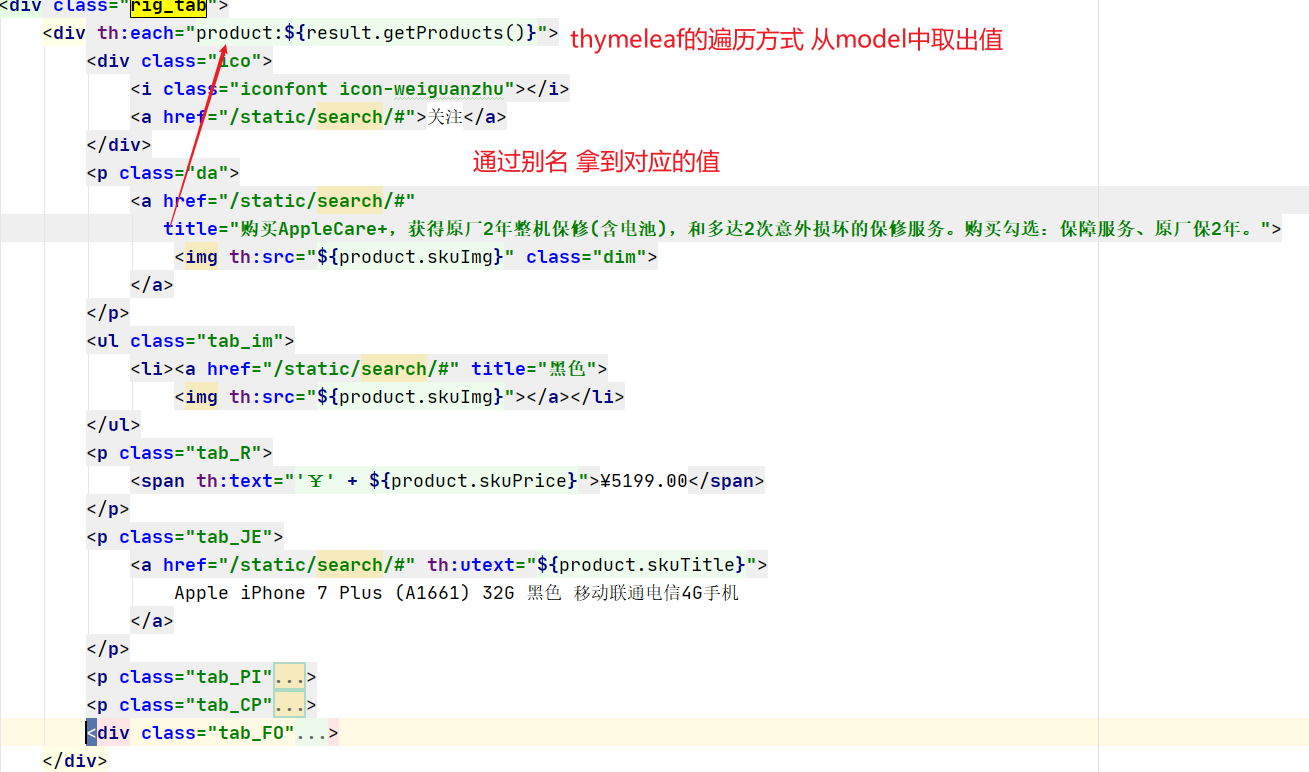 <div class="rig_tab">
<div th:each="product:${result.getProducts()}">
thymeleaf的遍历方式 从model中取出值
<div class="ico">
<i class="iconfont icon-weiguanzhu"></i>
<a href="/static/search/#">关注</a>
</div>
通过别名 拿到对应的值
<p class="da">
<a href="/static/search/#"
title="购买AppleCare+，获得原厂2年整机保修(含电池)，和多达2次意外损坏的保修服务。购买勾选：保障服务、原厂保2年。">
<img th:src="${product.skuImg}" class="dim">
</a>
</p>
<ul class="tab_im">
<li><a href="/static/search/#" title="黑色">
<img th:src="${product.skuImg}"></a></li>
</ul>
<p class="tab_R">
<span th:text="'￥' + ${product.skuPrice}">¥5199.00</span>
</p>
<p class="tab_JE">
<a href="/static/search/#" th:utext="${product.skuTitle}">
Apple iPhone 7 Plus (A1661) 32G 黑色 移动联通电信4G手机
</a>
</p>
<p class="tab_PI"...>
<p class="tab_CP"...>
<div class="tab_FO"...>
</div>